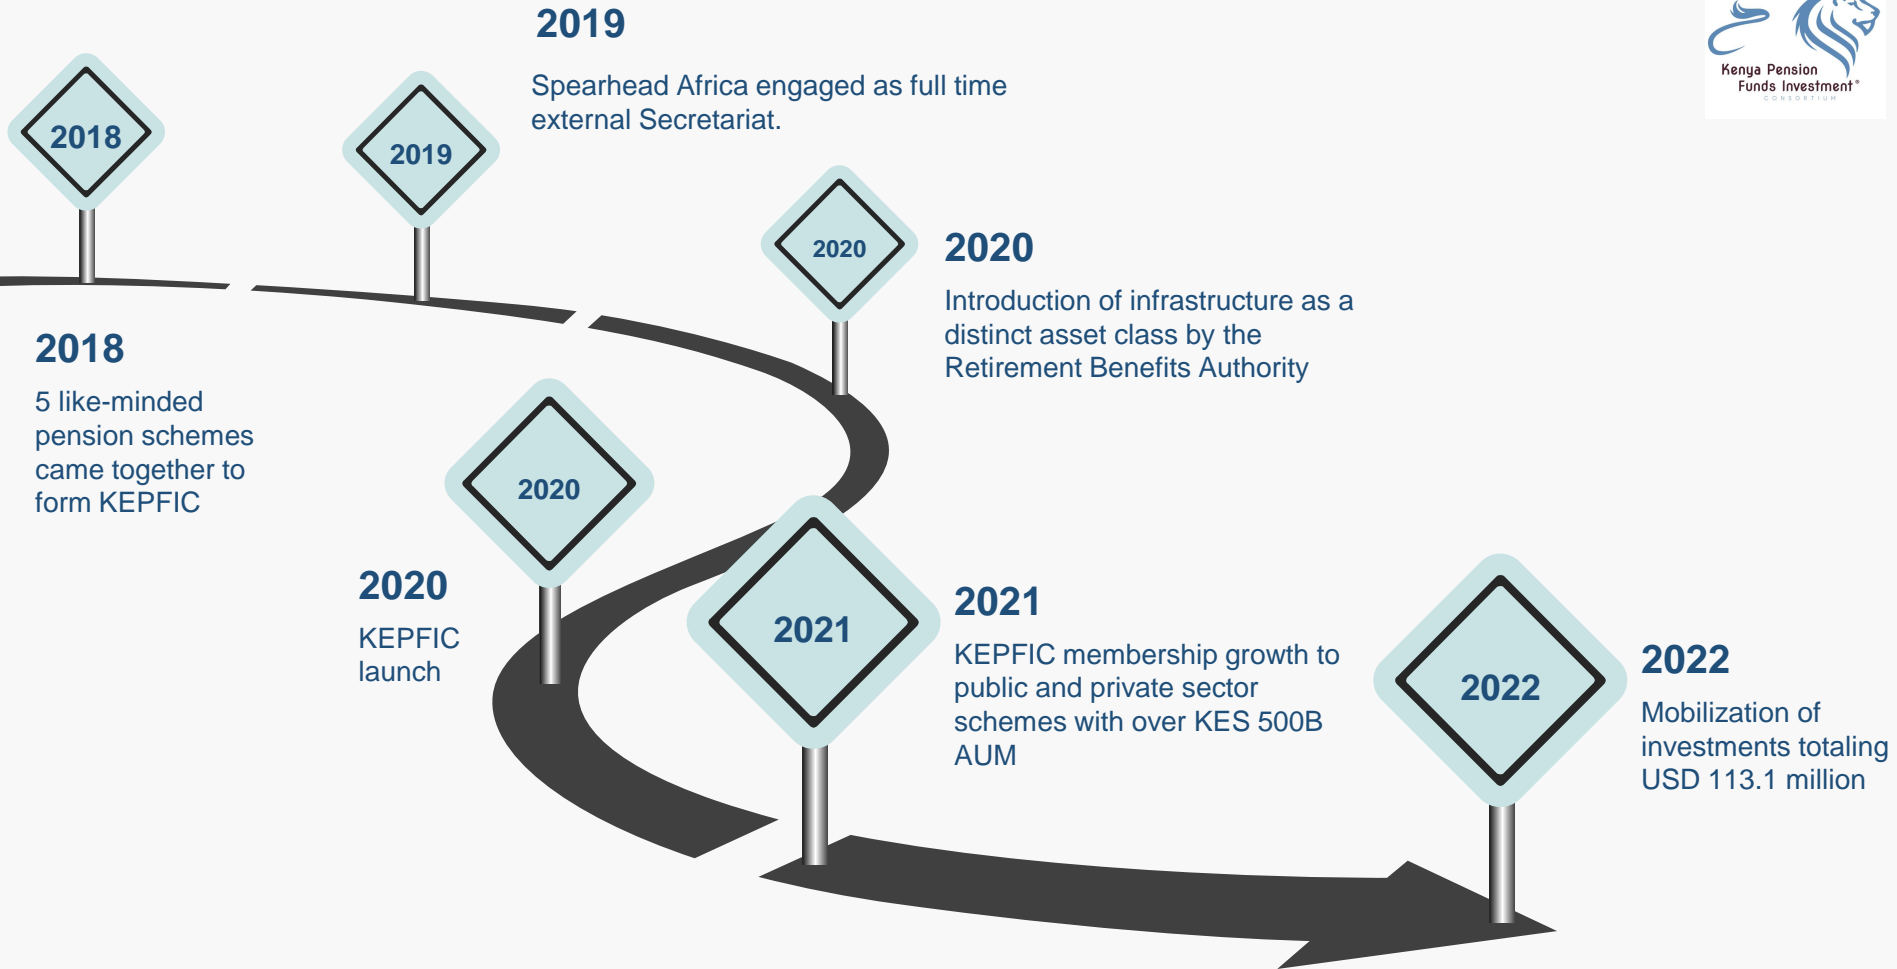 2019
Spearhead Africa engaged as full time
external Secretariat.
Kenya Pension
Funds Investment®
CONSORTIUM
2018
2019
2020
2020
Introduction of infrastructure as a
distinct asset class by the
Retirement Benefits Authority
2018
5 like-minded
pension schemes
came together to
form KEPFIC
2020
2020
KEPFIC
launch
2021
2021
KEPFIC membership growth to
public and private sector
schemes with over KES 500B
AUM
2022
2022
Mobilization of
investments totaling
USD 113.1 million